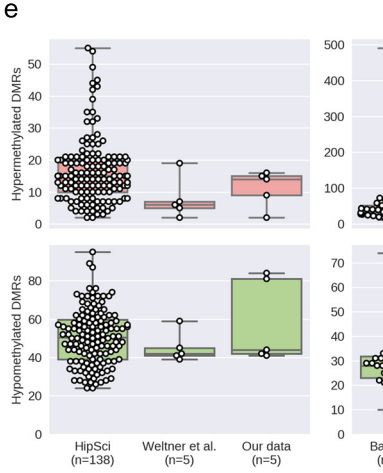 e
Hypermethylated DMRs
50
40
30
20
10
0
500
400
300
200
100
0
Hypomethylated DMRs
80
60
40
20
0
70
60
50
40
30
20
10
0
HipSci
(n=138)
Weltner et al.
(n=5)
Our data
(n=5)
Ba
(